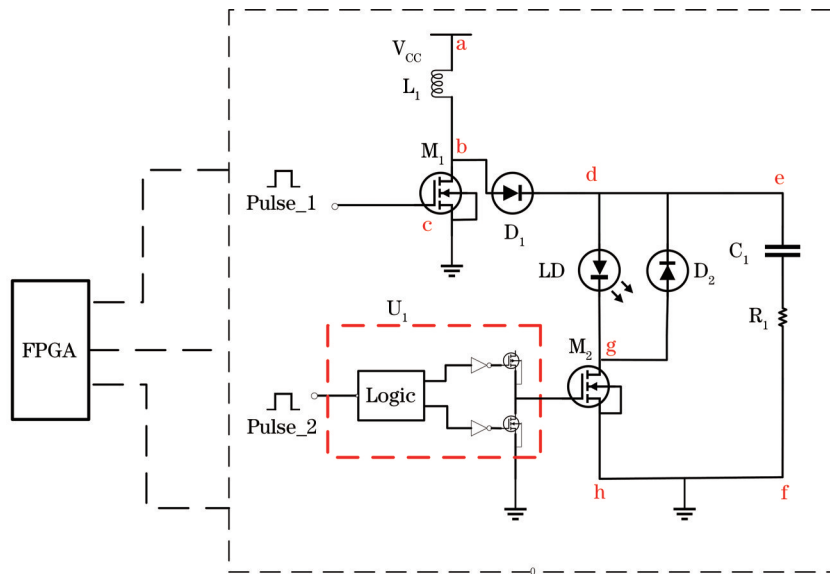 a
V_CC
L_1
b
M_1
Pulse_1
c
D_1
d
e
LD
D_2
C_1
R_1
FPGA
U_1
Logic
Pulse_2
M_2
g
h
f